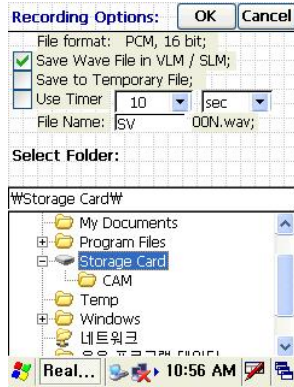 Recording Options: OK Cancel
File format: PCM, 16 bit;
Save Wave File in VLM / SLM;
Save to Temporary File;
Use Timer 10 sec
File Name: SV 00N.wav;
Select Folder:
₩Storage Card₩
My Documents
Program Files
Storage Card
CAM
Temp
Windows
네트워크
Real... 10:56 AM